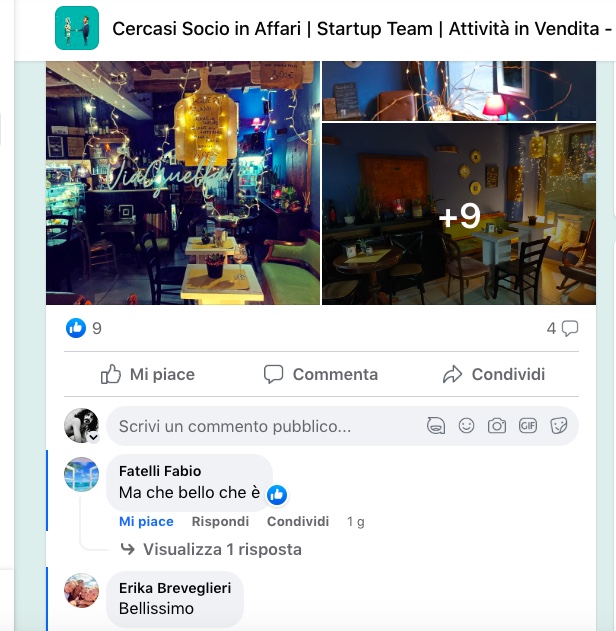 Cercasi Socio in Affari | Startup Team | Attività in Vendita -
+9
9
4
Mi piace
Commenta
Condividi
Scrivi un commento pubblico...
GIF
Fatelli Fabio
Ma che bello che è
Mi piace Rispondi Condividi 1 g
Visualizza 1 risposta
Erika Breveglieri
Bellissimo